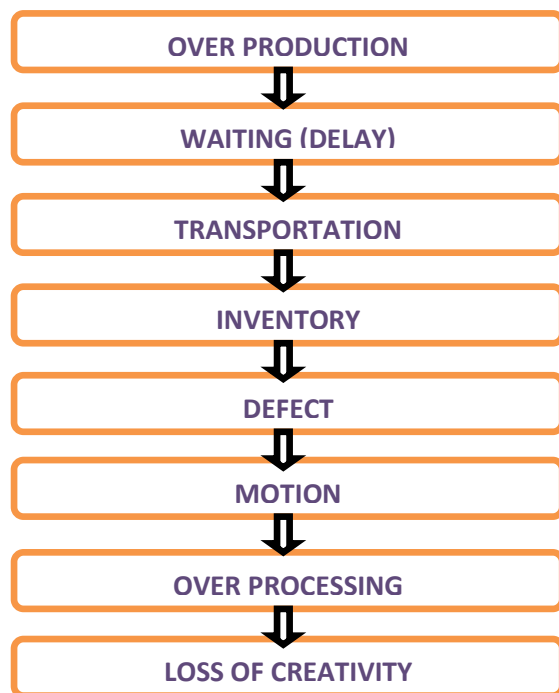 OVER PRODUCTION
WAITING (DELAY)
TRANSPORTATION
INVENTORY
DEFECT
MOTION
OVER PROCESSING
LOSS OF CREATIVITY